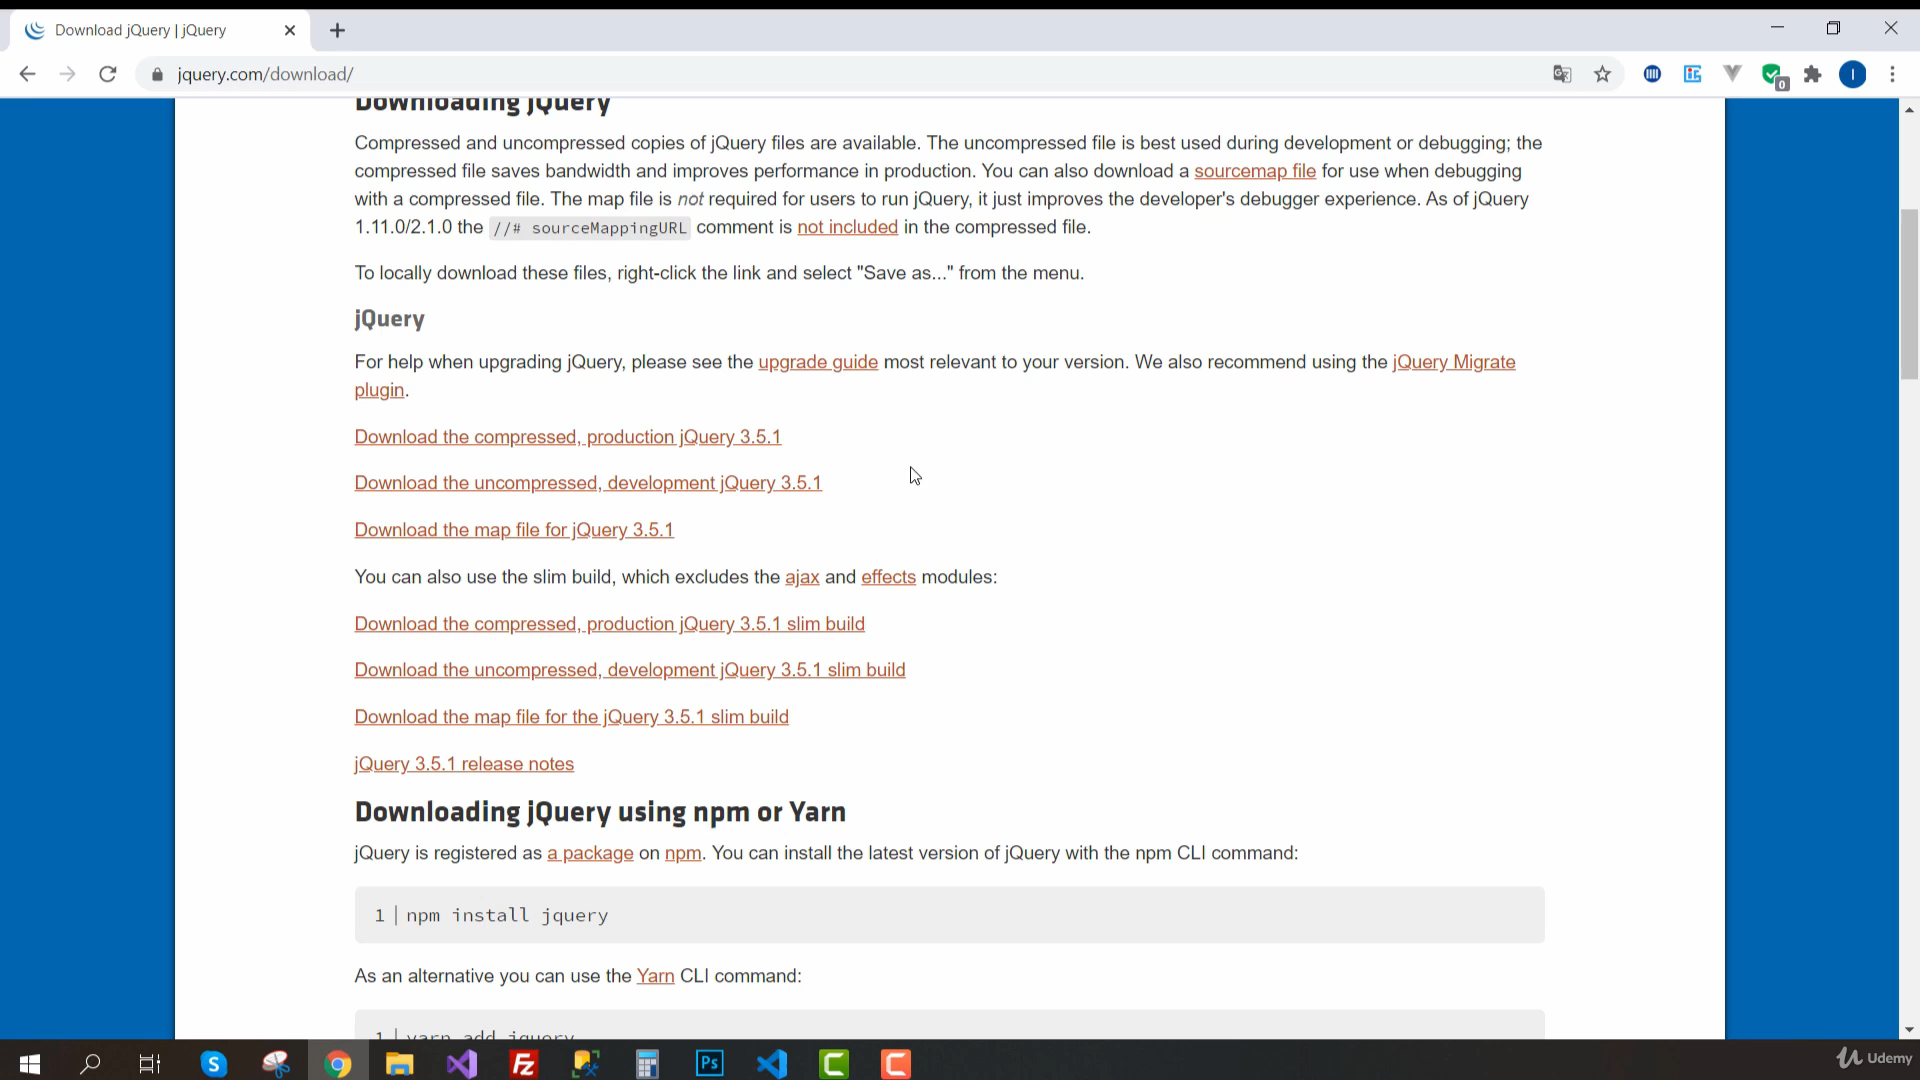 Download jQuery | jQuery
jquery.com/download/
0
I
Downloading jQuery
Compressed and uncompressed copies of jQuery files are available. The uncompressed file is best used during development or debugging; the
compressed file saves bandwidth and improves performance in production. You can also download a sourcemap file for use when debugging
with a compressed file. The map file is not required for users to run jQuery, it just improves the developer's debugger experience. As of jQuery
1.11.0/2.1.0 the //# sourceMappingURL comment is not included in the compressed file.
To locally download these files, right-click the link and select "Save as..." from the menu.
jQuery
For help when upgrading jQuery, please see the upgrade guide most relevant to your version. We also recommend using the jQuery Migrate
plugin.
Download the compressed, production jQuery 3.5.1
Download the uncompressed, development jQuery 3.5.1
Download the map file for jQuery 3.5.1
You can also use the slim build, which excludes the ajax and effects modules:
Download the compressed, production jQuery 3.5.1 slim build
Download the uncompressed, development jQuery 3.5.1 slim build
Download the map file for the jQuery 3.5.1 slim build
jQuery 3.5.1 release notes
Downloading jQuery using npm or Yarn
jQuery is registered as a package on npm. You can install the latest version of jQuery with the npm CLI command:
1 npm install jquery
As an alternative you can use the Yarn CLI command:
1 yarn add jquery
S
Fz
Ps
C
C
Udemy